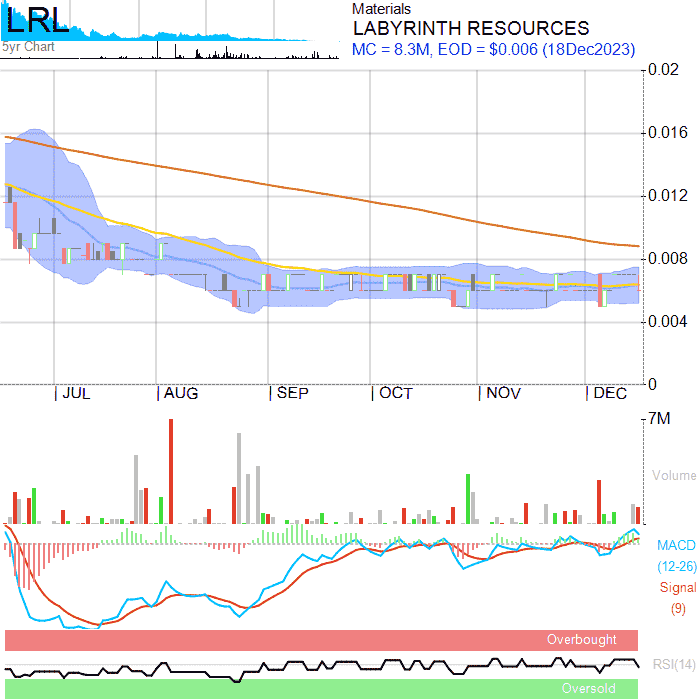 LRL
5yr Chart
Materials
LABYRINTH RESOURCES
MC = 8.3M, EOD = $0.006 (18Dec2023)
0.02
0.016
0.012
0.008
0.004
0
JUL
AUG
SEP
OCT
NOV
DEC
7M
Volume
MACD
(12-26)
Signal
(9)
Overbought
RSI(14)
Oversold